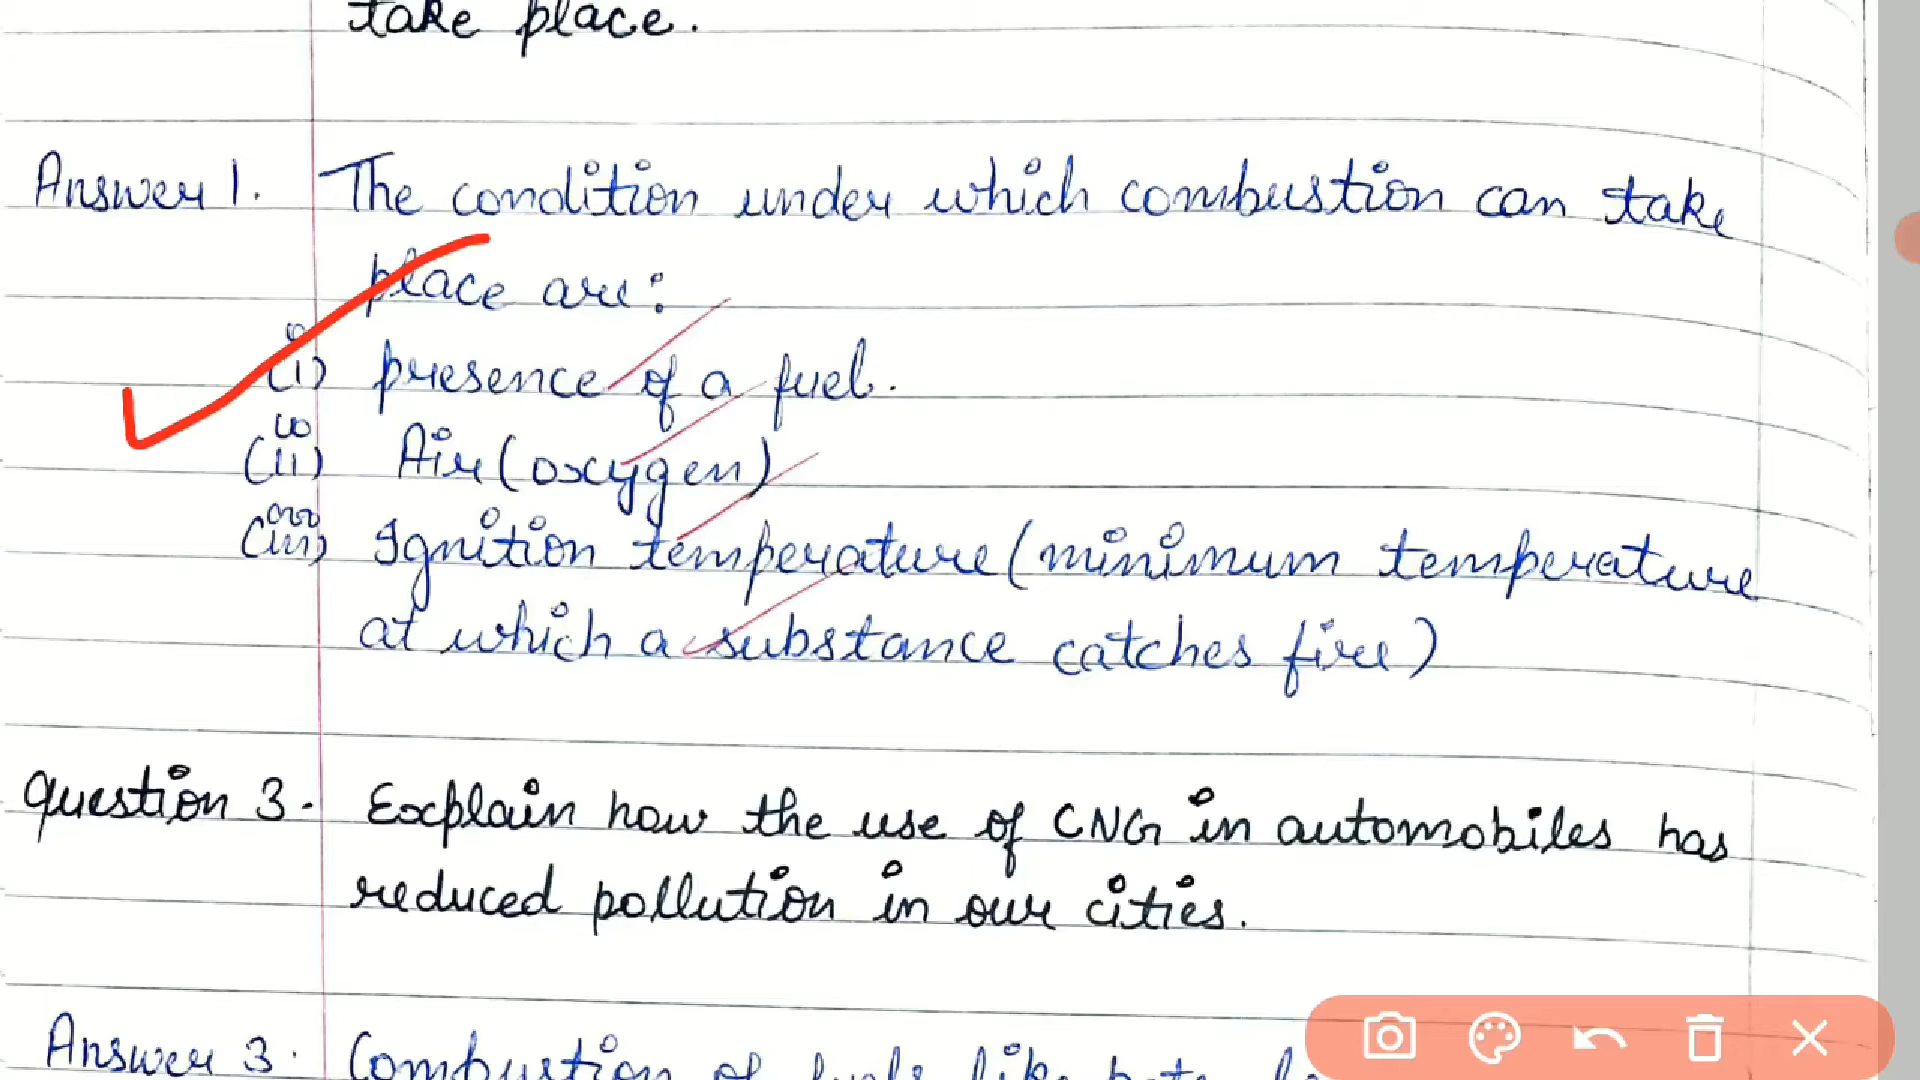 take place.
Answer 1. The condition under which combustion can take
place are:
(i) presence of a fuel.
(ii) Air (oxygen)
(iii) Ignition temperature (minimum temperature
at which a substance catches fire)
Question 3. Explain how the use of CNG in automobiles has
reduced pollution in our cities.
Answer 3. Combustion of fuels like